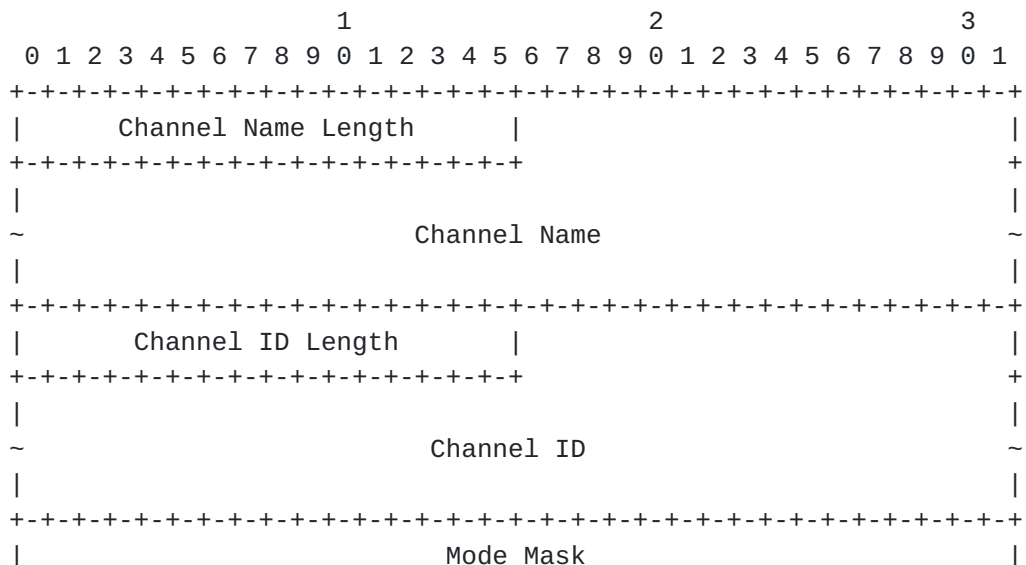 1                   2                   3
 0 1 2 3 4 5 6 7 8 9 0 1 2 3 4 5 6 7 8 9 0 1 2 3 4 5 6 7 8 9 0 1
+-+-+-+-+-+-+-+-+-+-+-+-+-+-+-+-+-+-+-+-+-+-+-+-+-+-+-+-+-+-+-+-+
|      Channel Name Length      |                               |
+-+-+-+-+-+-+-+-+-+-+-+-+-+-+-+-+                               +
|                                                               |
~                         Channel Name                          ~
|                                                               |
+-+-+-+-+-+-+-+-+-+-+-+-+-+-+-+-+-+-+-+-+-+-+-+-+-+-+-+-+-+-+-+-+
|       Channel ID Length       |                               |
+-+-+-+-+-+-+-+-+-+-+-+-+-+-+-+-+                               +
|                                                               |
~                          Channel ID                           ~
|                                                               |
+-+-+-+-+-+-+-+-+-+-+-+-+-+-+-+-+-+-+-+-+-+-+-+-+-+-+-+-+-+-+-+-+
|                           Mode Mask                           |